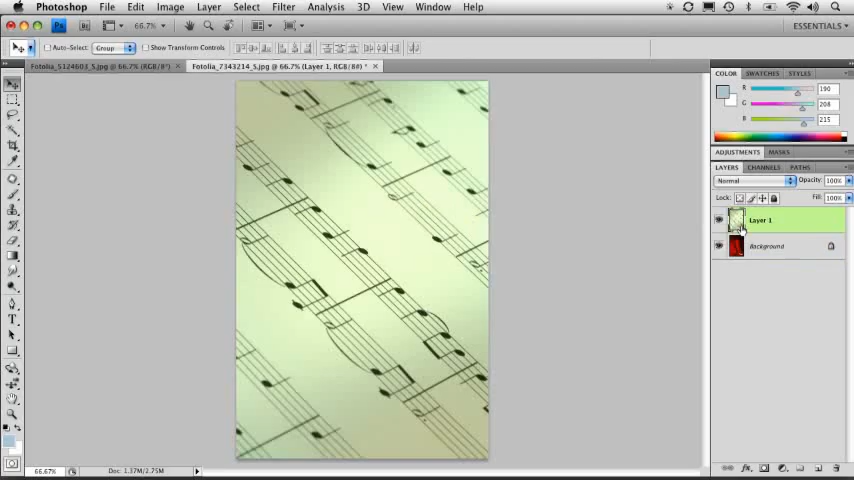 Photoshop File Edit Image Layer Select Filter Analysis 3D View Window Help
Ps Br 66.7% ESSENTIALS
Auto-Select: Group Show Transform Controls
Fotolia_5124603_S.jpg @ 66.7% (RGB/8*) × Fotolia_7343214_S.jpg @ 66.7% (Layer 1, RGB/8#) * ×
COLOR SWATCHES STYLES
R 190
G 208
B 215
ADJUSTMENTS MASKS
LAYERS CHANNELS PATHS
Normal Opacity: 100%
Lock: Fill: 100%
Layer 1
Background
T
66.67% Doc: 1.37M/2.75M
fx